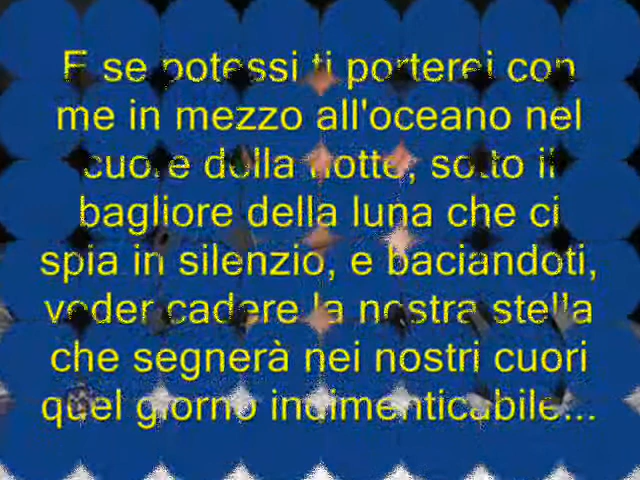 E se potessi ti porterei con
me in mezzo all'oceano nel
cuore della notte, sotto il
bagliore della luna che ci
spia in silenzio, e baciandoti,
veder cadere la nostra stella
che segnerà nei nostri cuori
quel giorno indimenticabile...